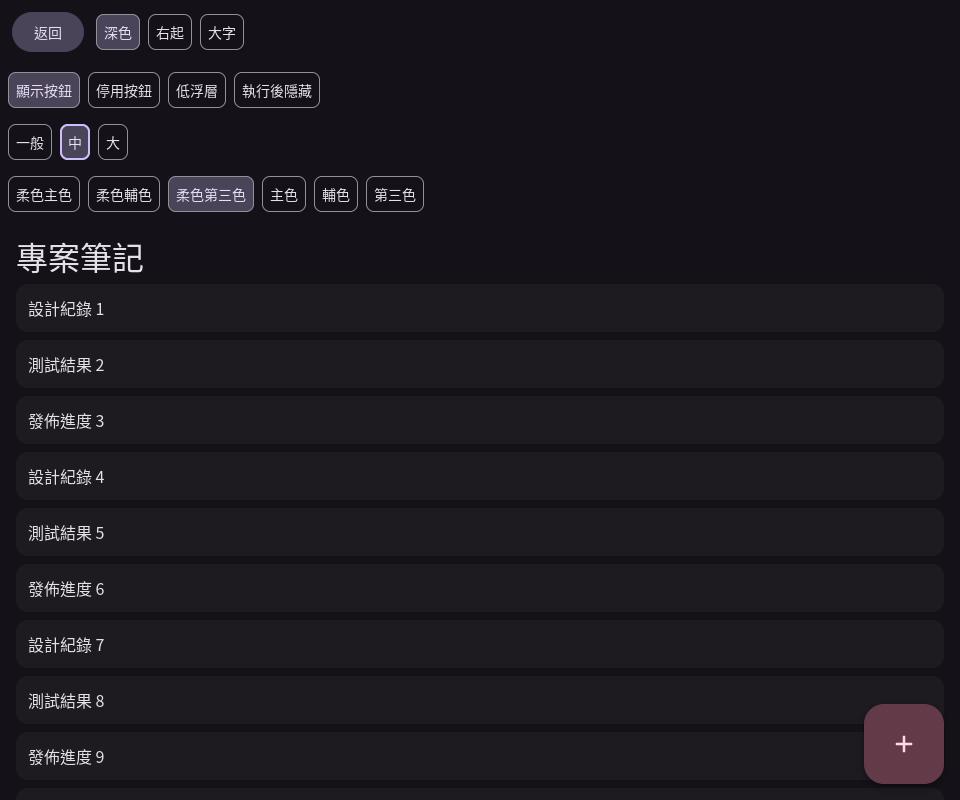 返回 深色 右起 大字
顯示按鈕 停用按鈕 低浮層 執行後隱藏
一般 中 大
柔色主色 柔色輔色 柔色第三色 主色 輔色 第三色
專案筆記
設計紀錄 1
測試結果 2
發佈進度 3
設計紀錄 4
測試結果 5
發佈進度 6
設計紀錄 7
測試結果 8
發佈進度 9